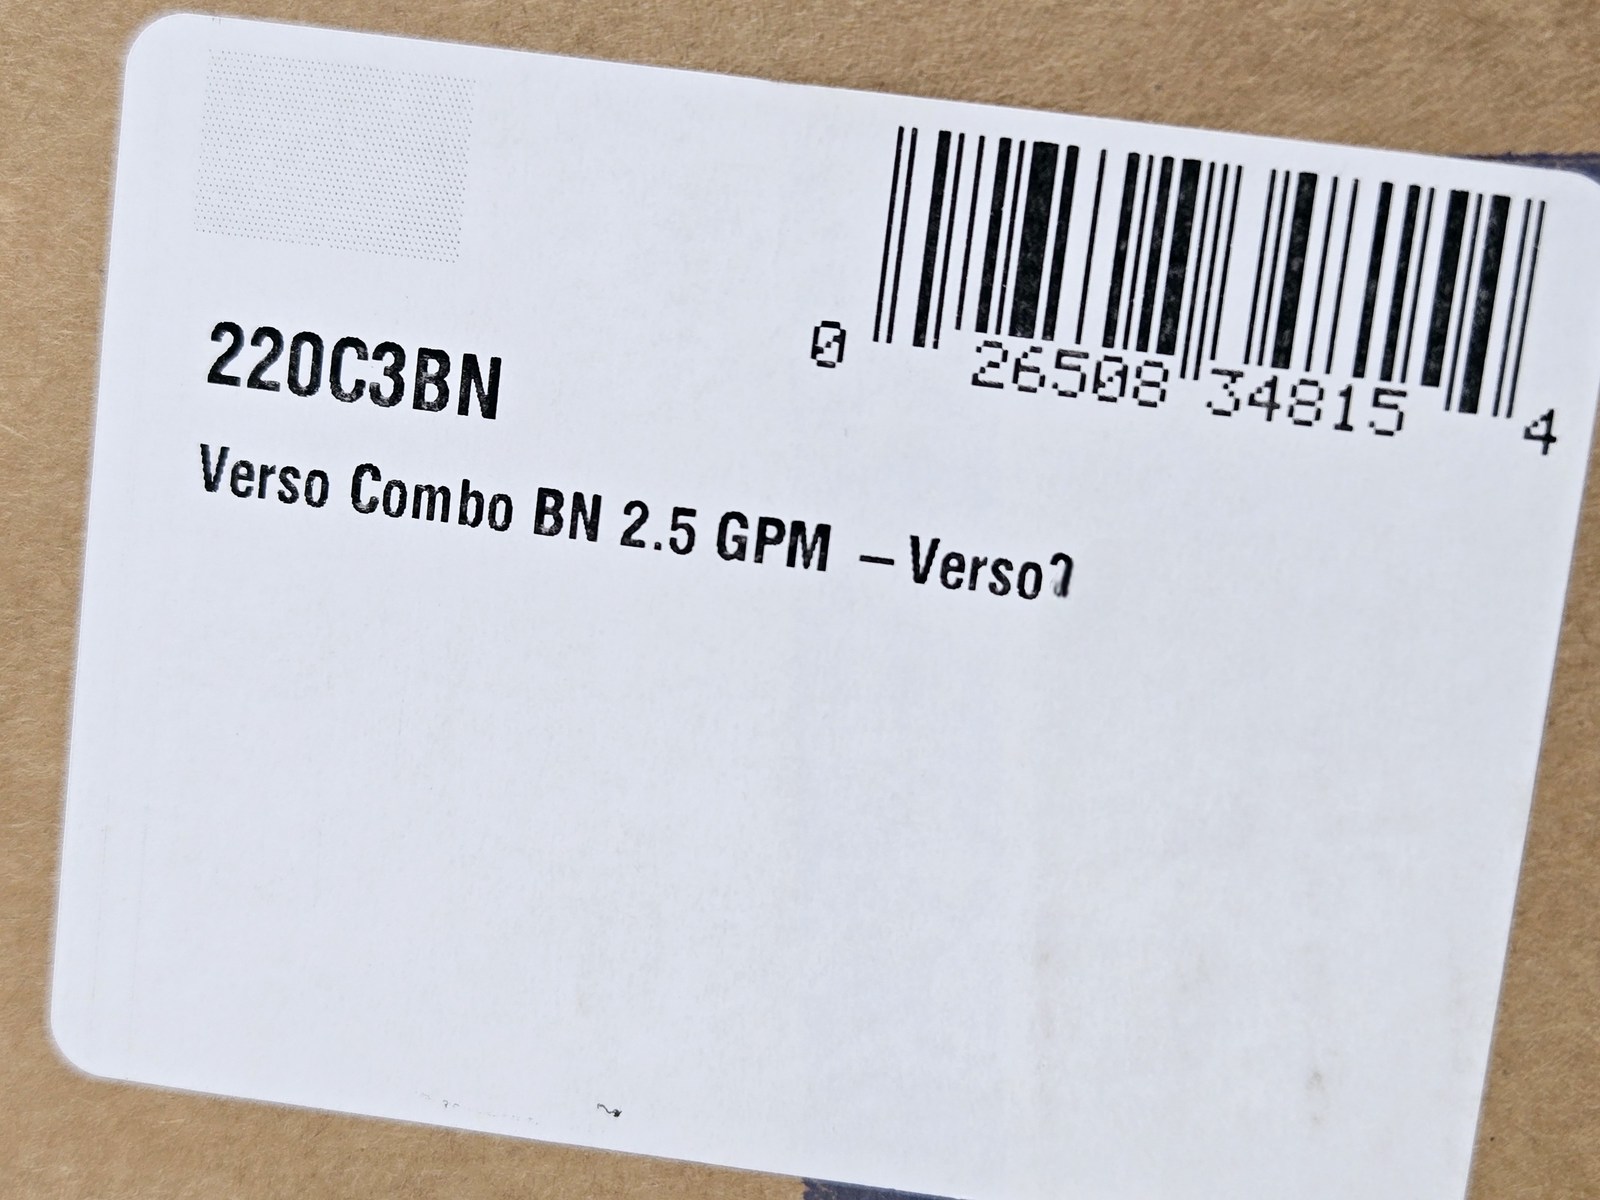 0 26508 34815 4
220C3BN
Verso Combo BN 2.5 GPM – Verso?